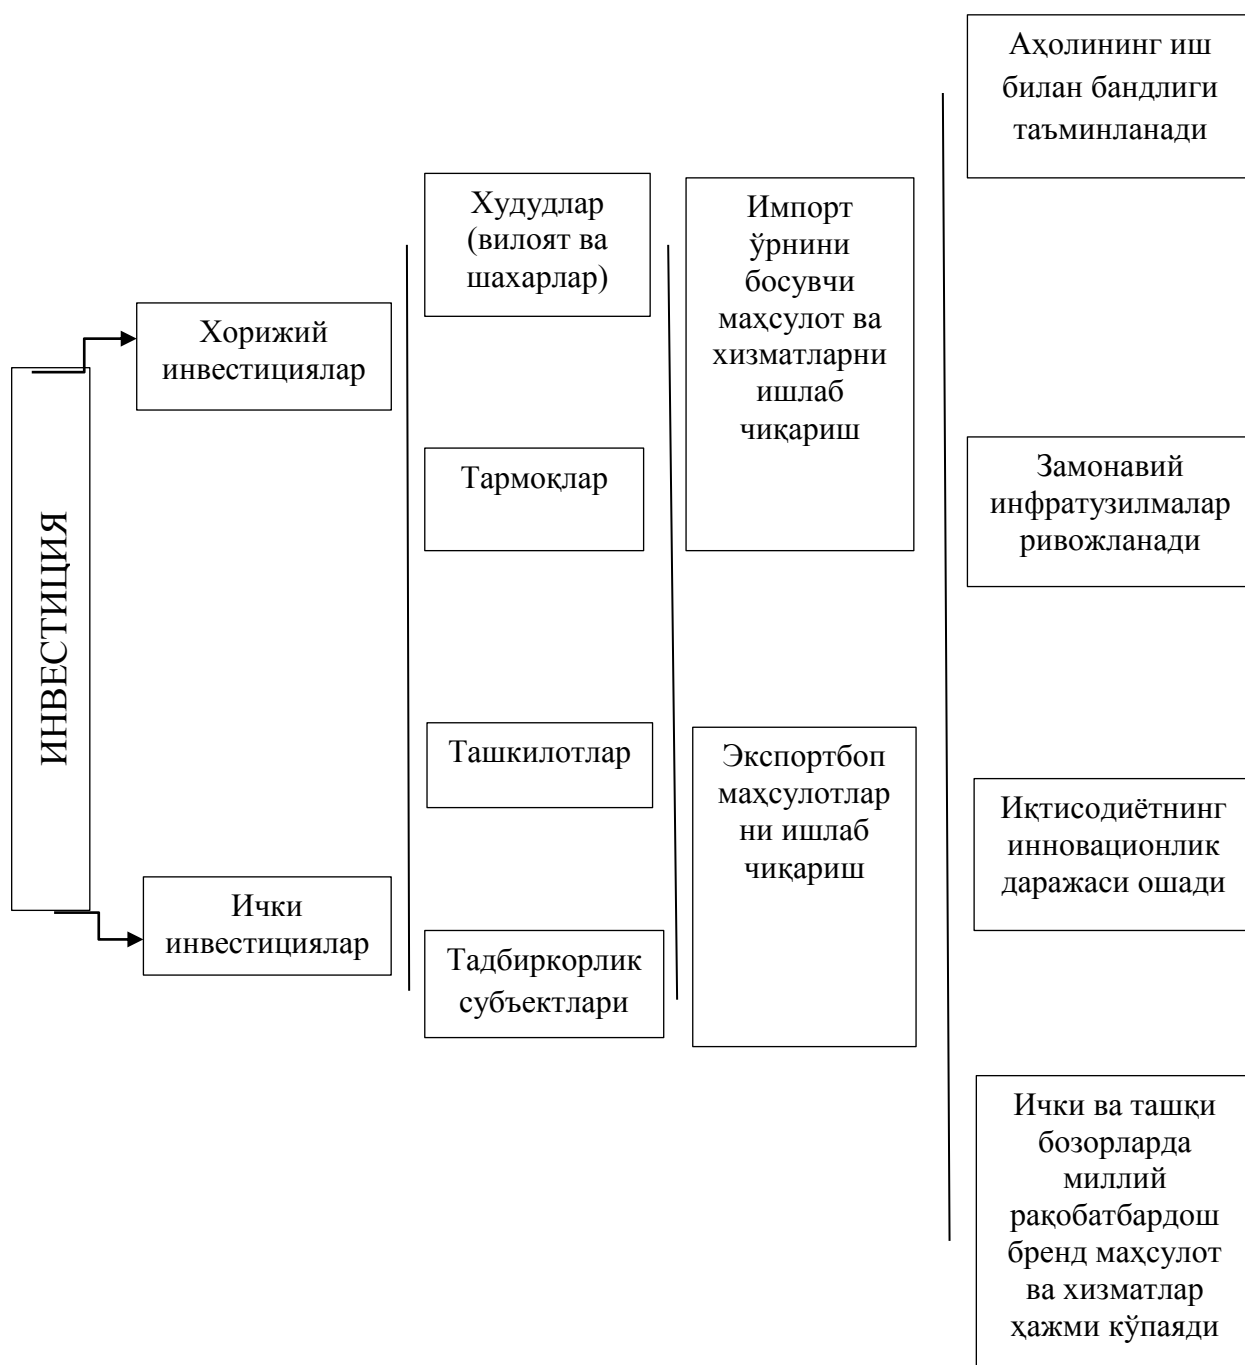 ИНВЕСТИЦИЯ
Хорижий
инвестициялар
Ички
инвестициялар
Худудлар
(вилоят ва
шахарлар)
Тармоқлар
Ташкилотлар
Тадбиркорлик
субъектлари
Импорт
ўрнини
босувчи
маҳсулот ва
хизматларни
ишлаб
чиқариш
Экспортбоп
маҳсулотлар
ни ишлаб
чиқариш
Аҳолининг иш
билан бандлиги
таъминланади
Замонавий
инфратузилмалар
ривожланади
Иқтисодиётнинг
инновационлик
даражаси ошади
Ички ва ташқи
бозорларда
миллий
рақобатбардош
бренд маҳсулот
ва хизматлар
ҳажми кўпаяди